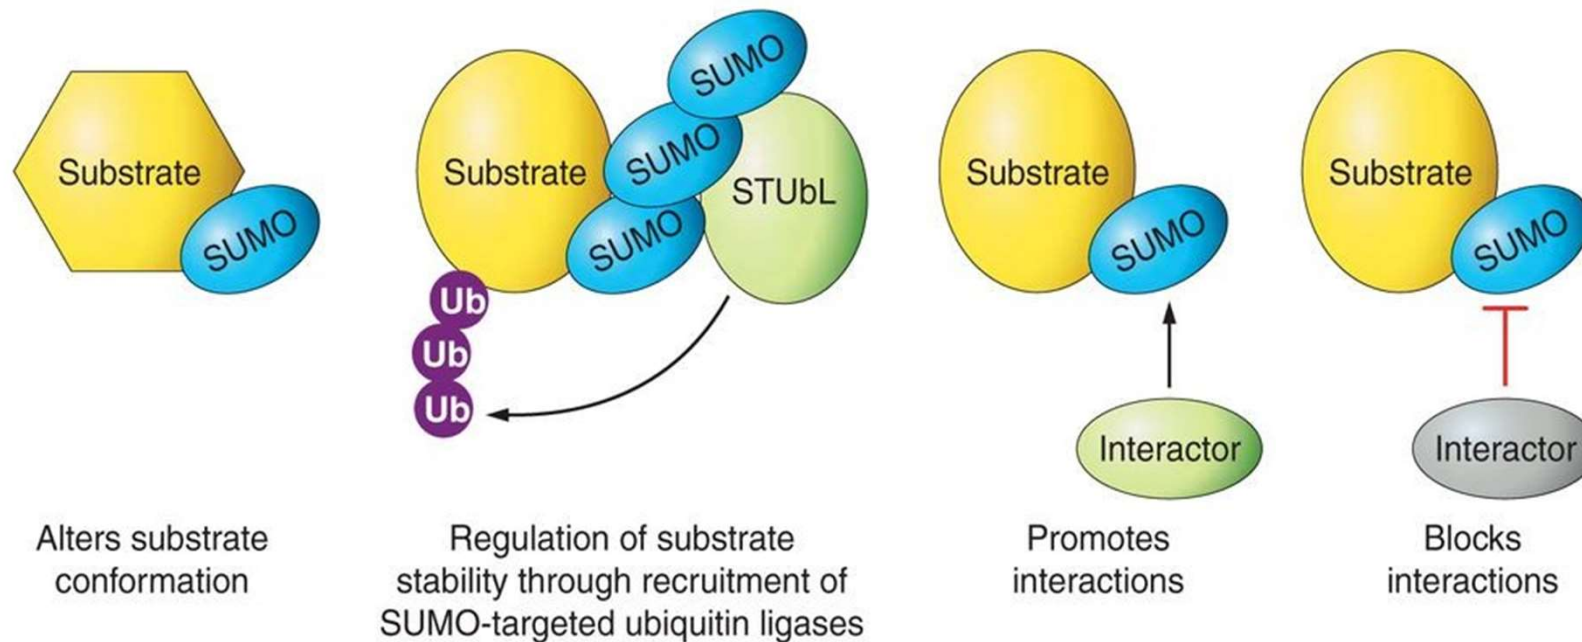 Substrate
SUMO
Substrate
SUMO
SUMO
SUMO
STUbL
Ub
Ub
Ub
Substrate
SUMO
Interactor
Substrate
SUMO
Interactor
Alters substrate
conformation
Regulation of substrate
stability through recruitment of
SUMO-targeted ubiquitin ligases
Promotes
interactions
Blocks
interactions